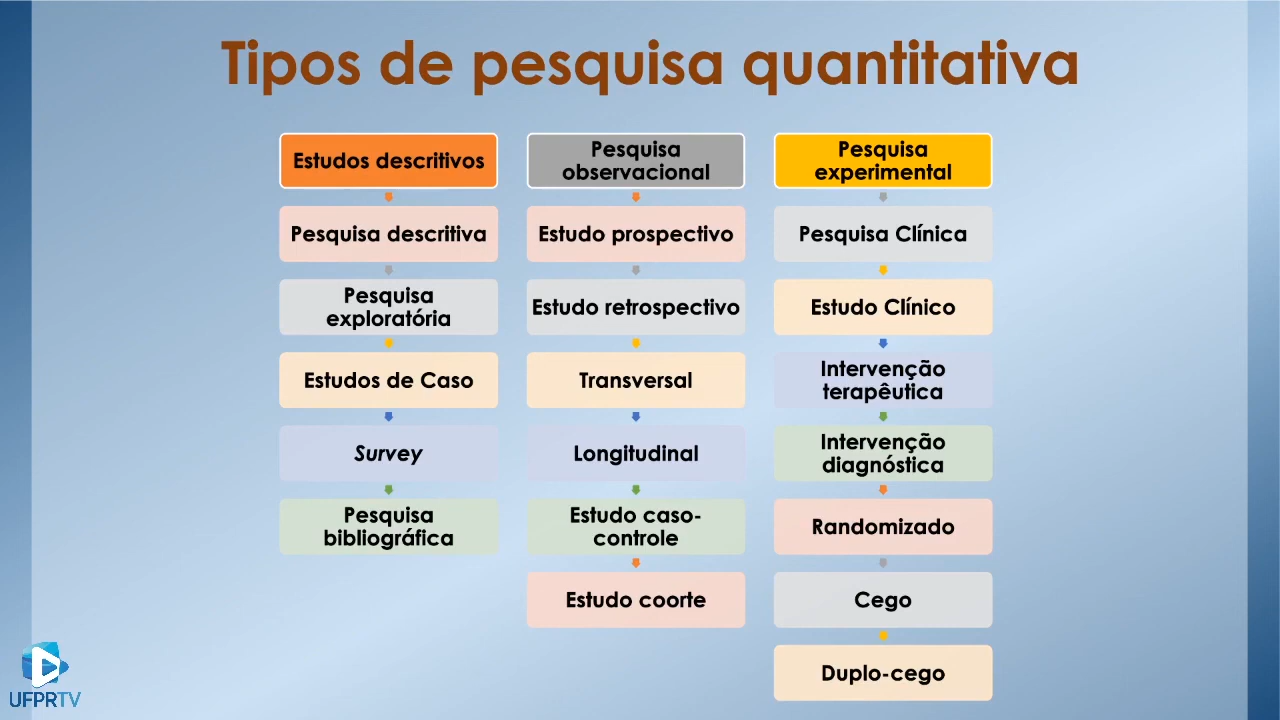 Tipos de pesquisa quantitativa
Estudos descritivos
Pesquisa descritiva
Pesquisa
exploratória
Estudos de Caso
Survey
Pesquisa
bibliográfica
Pesquisa
observacional
Estudo prospectivo
Estudo retrospectivo
Transversal
Longitudinal
Estudo caso-
controle
Estudo coorte
Pesquisa
experimental
Pesquisa Clínica
Estudo Clínico
Intervenção
terapêutica
Intervenção
diagnóstica
Randomizado
Cego
Duplo-cego
UFPRTV